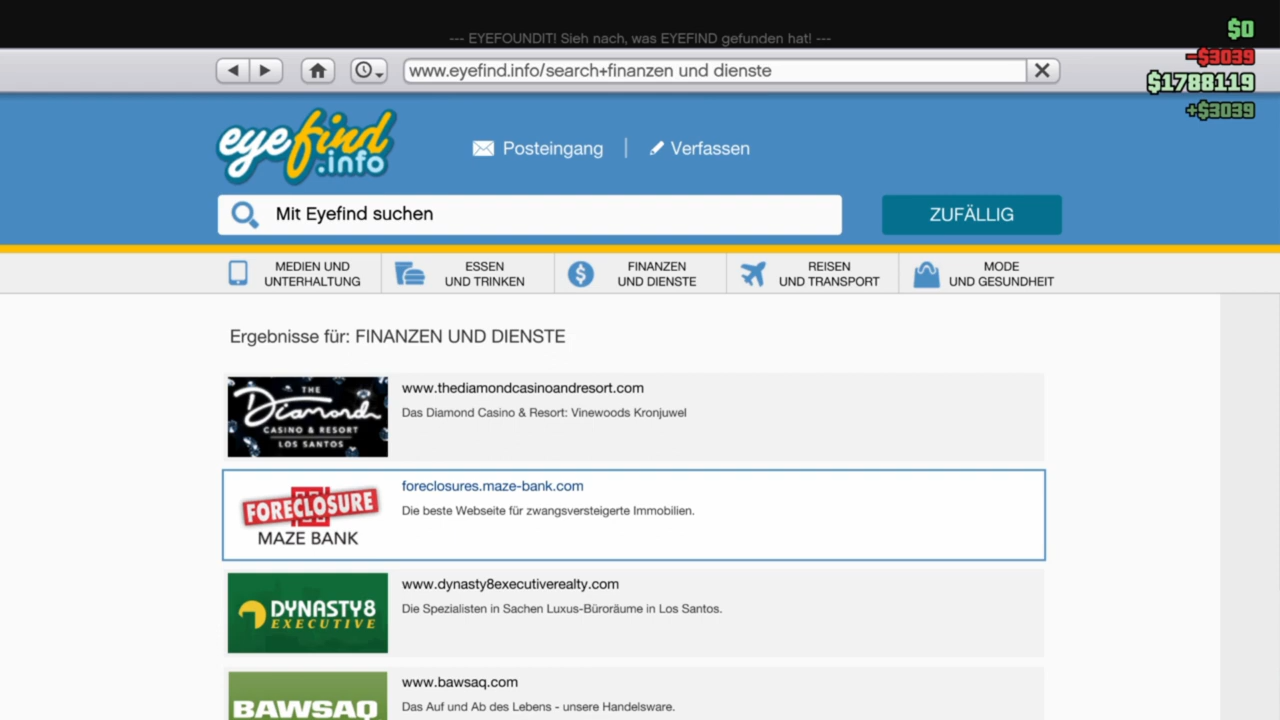 --- EYEFOUNDIT! Sieh nach, was EYEFIND gefunden hat! ---
$0
-$3039
www.eyefind.info/search+finanzen und dienste
$1788119
+$3039
eyefind
.info
Posteingang
Verfassen
Mit Eyefind suchen
ZUFÄLLIG
MEDIEN UND
UNTERHALTUNG
ESSEN
UND TRINKEN
FINANZEN
UND DIENSTE
REISEN
UND TRANSPORT
MODE
UND GESUNDHEIT
Ergebnisse für: FINANZEN UND DIENSTE
THE
Diamond
CASINO & RESORT
LOS SANTOS
www.thediamondcasinoandresort.com
Das Diamond Casino & Resort: Vinewoods Kronjuwel
FORECLOSURE
MAZE BANK
foreclosures.maze-bank.com
Die beste Webseite für zwangsversteigerte Immobilien.
DYNASTY8
EXECUTIVE
www.dynasty8executiverealty.com
Die Spezialisten in Sachen Luxus-Büroräume in Los Santos.
BAWSAQ
www.bawsaq.com
Das Auf und Ab des Lebens - unsere Handelsware.